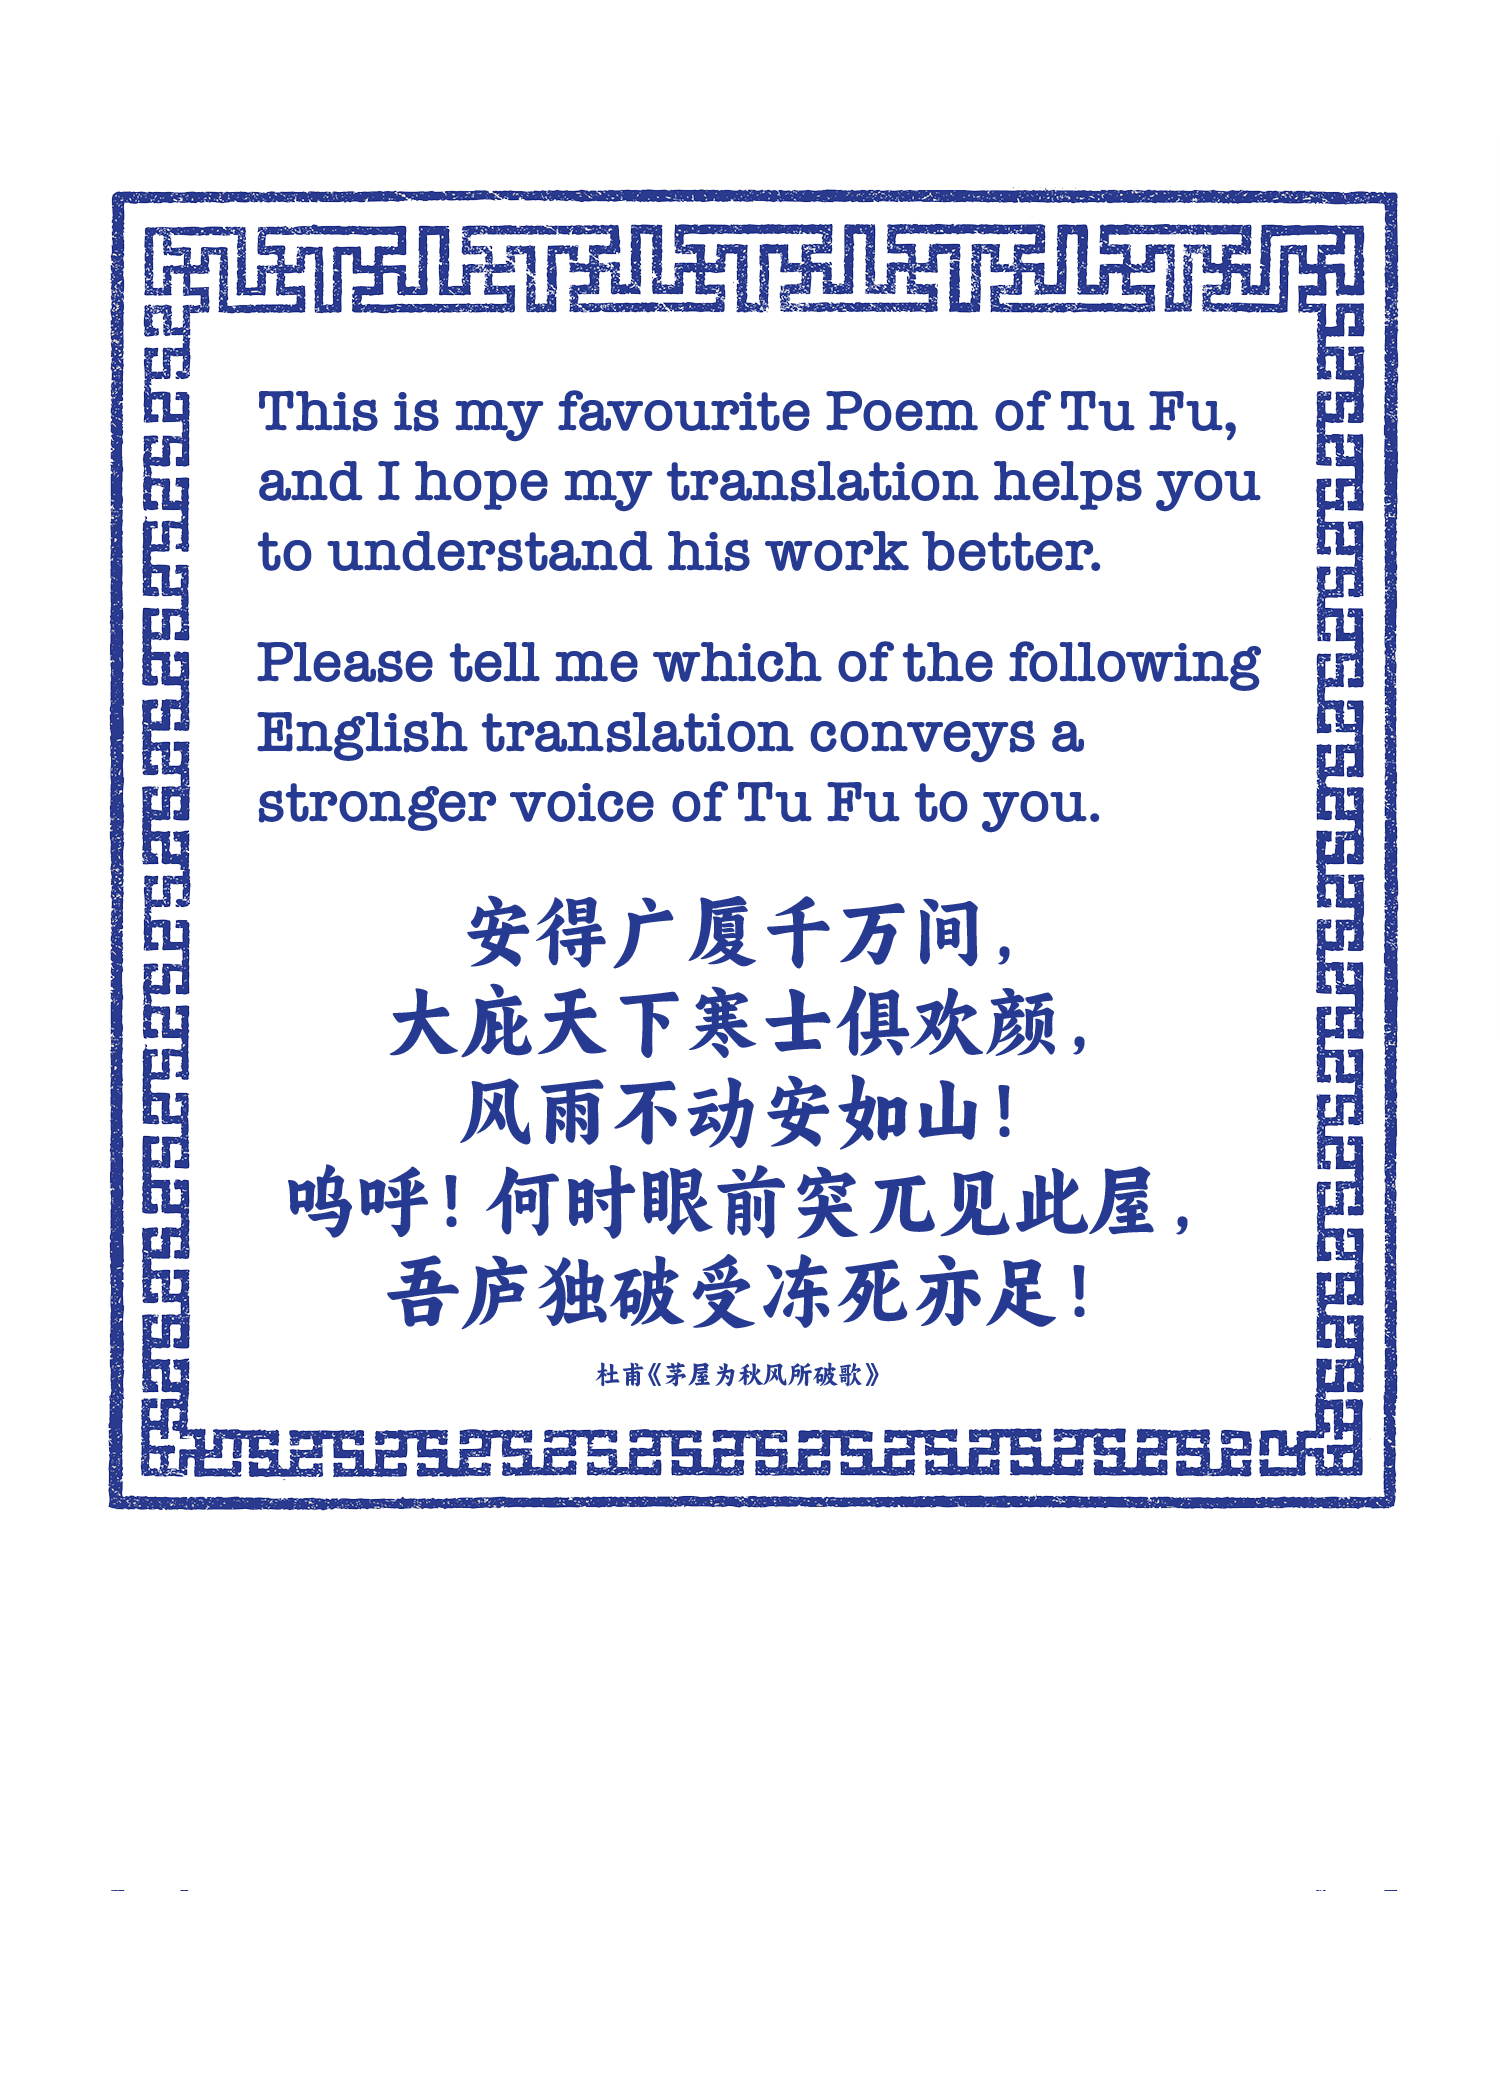 This is my favourite Poem of Tu Fu,
and I hope my translation helps you
to understand his work better.
Please tell me which of the following
English translation conveys a
stronger voice of Tu Fu to you.
安得广厦千万间，
大庇天下寒士俱欢颜，
风雨不动安如山！
呜呼！何时眼前突兀见此屋，
吾庐独破受冻死亦足！
杜甫《茅屋为秋风所破歌》